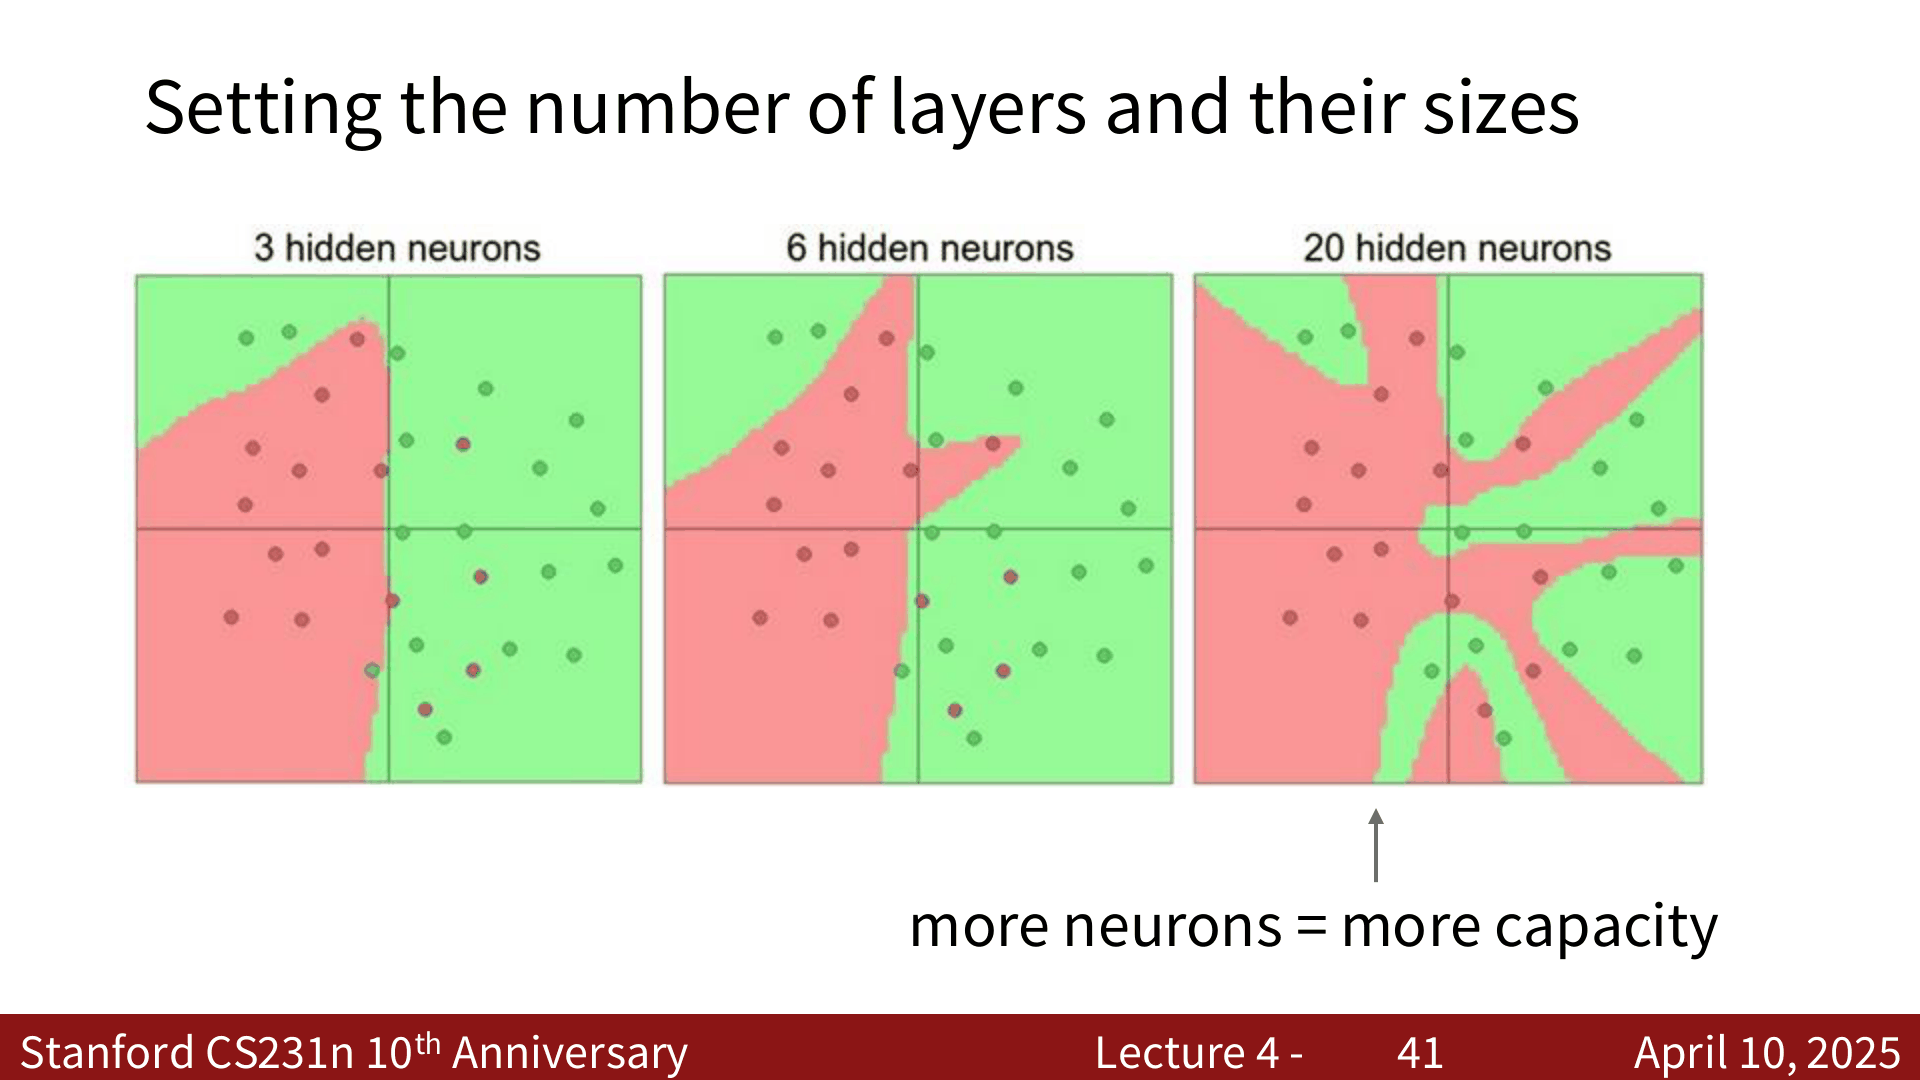 Setting the number of layers and their sizes
3 hidden neurons
6 hidden neurons
20 hidden neurons
more neurons = more capacity
Stanford CS231n 10th Anniversary
Lecture 4 - 41
April 10, 2025